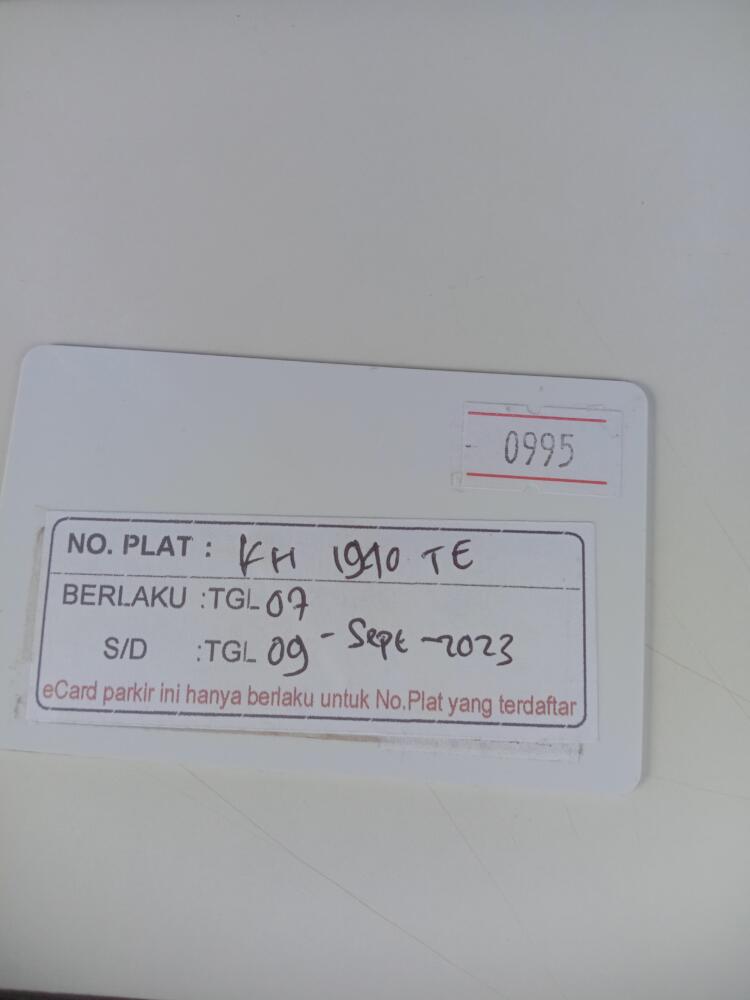 0995
NO. PLAT : KH 1940 TE
BERLAKU :TGL 07
S/D :TGL 09 - Sept - 2023
eCard parkir ini hanya berlaku untuk No.Plat yang terdaftar